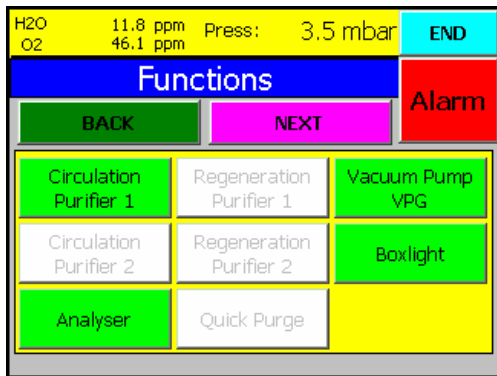 H2O 11.8 ppm Press: 3.5 mbar END
O2 46.1 ppm
Functions
Alarm
BACK NEXT
Circulation Purifier 1
Regeneration Purifier 1
Vacuum Pump VPG
Circulation Purifier 2
Regeneration Purifier 2
Boxlight
Analyser
Quick Purge